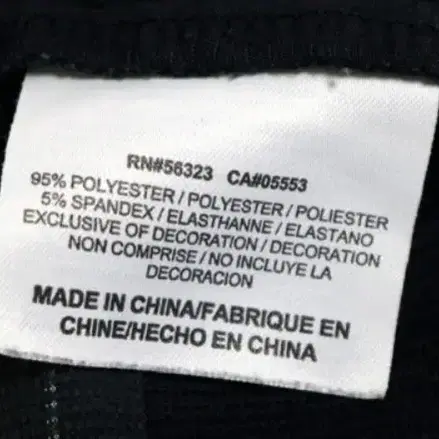 RN#56323 CA#05553
95% POLYESTER / POLYESTER / POLIESTER
5% SPANDEX / ELASTHANNE / ELASTANO
EXCLUSIVE OF DECORATION / DECORATION
NON COMPRISE / NO INCLUYE LA
DECORACION
MADE IN CHINA/FABRIQUE EN
CHINE/HECHO EN CHINA